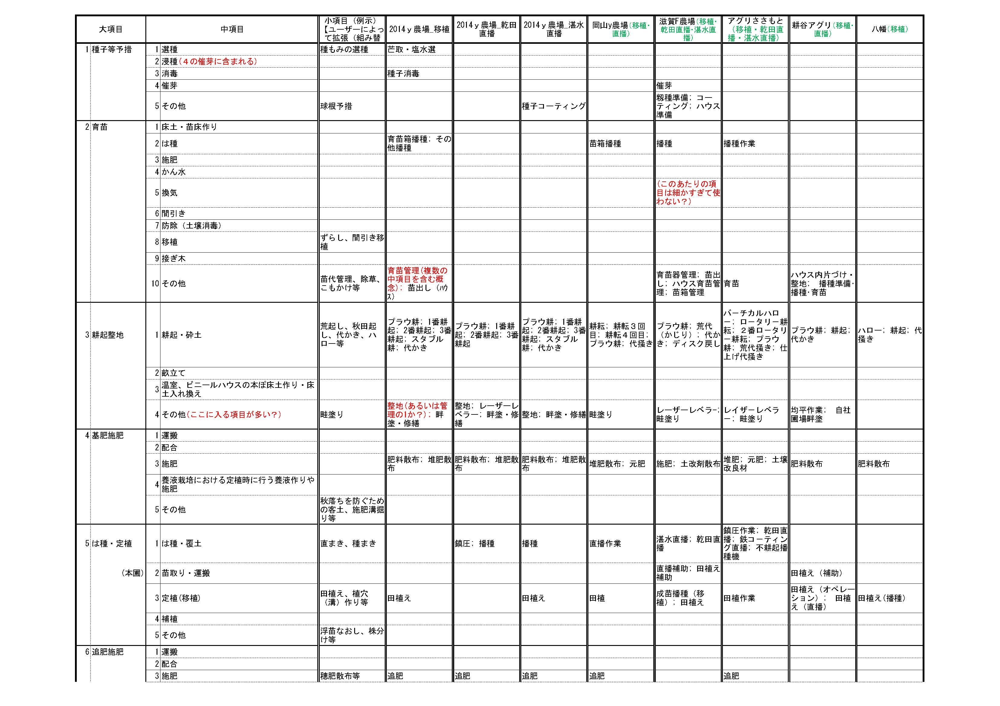 大項目
中項目
小項目（例示）
【ユーザーによっ
て拡張（組み替
2014ｙ農場_移植
2014ｙ農場_乾田
直播
2014ｙ農場_湛水
直播
岡山y農場(移植・
直播)
滋賀F農場(移植・
乾田直播・湛水直
播)
アグリささもと
（移植・乾田直
播・湛水直播）
耕谷アグリ(移植・
直播)
八幡(移植)
1 種子等予措
1 選種
種もみの選種
芒取・塩水選
2 浸種(４の催芽に含まれる)
3 消毒
種子消毒
4 催芽
催芽
5 その他
球根予措
種子コーティング
籾種準備; コー
ティング; ハウス
準備
2 育苗
1 床土・苗床作り
2 は種
育苗箱播種; その
他播種
苗箱播種
播種
播種作業
3 施肥
4 かん水
5 換気
(このあたりの項
目は細かすぎて使
わない？)
6 間引き
7 防除（土壌消毒）
8 移植
ずらし、間引き移
植
9 接ぎ木
10 その他
苗代管理、除草、
こもかけ等
育苗管理(複数の
中項目を含む概
念); 苗出し（ﾊｳ
ｽ）
育苗器管理; 苗出
し; ハウス育苗管
理; 苗箱管理
育苗
ハウス内片づけ・
整地;　播種準備・
播種・育苗
3 耕起整地
1 耕起・砕土
荒起し、秋田起
し、代かき、ハ
ロー等
プラウ耕; 1番耕
起; 2番耕起; 3番
耕起; スタブル
耕; 代かき
プラウ耕; 1番耕
起; 2番耕起; 3番
耕起
プラウ耕; 1番耕
起; 2番耕起; 3番
耕起; スタブル
耕; 代かき
耕耘; 耕転３回
目; 耕転４回目;
プラウ耕; 代掻き
プラウ耕; 荒代
（かじり）; 代か
き; ディスク戻し
バーチカルハロ
ー; ロータリー耕
耘; ２番ロータリ
ー耕耘; プラウ
耕; 荒代掻き; 仕
上げ代掻き
プラウ耕; 耕起;
代かき
ハロー; 耕起; 代
掻き
2 畝立て
3 温室、ビニールハウスの本ぽ床土作り・床
土入れ換え
4 その他(ここに入る項目が多い？)
畦塗り
整地(あるいは管
理の1か？); 畔
塗・修繕
整地; レーザーレ
ベラー; 畔塗・修
繕
整地; 畔塗・修繕
畦塗り
レーザーレベラー;
畦塗り
レイザーレベラ
ー; 畦塗り
均平作業;　自社
圃場畔塗
4 基肥施肥
1 運搬
2 配合
3 施肥
肥料散布; 堆肥散
布
肥料散布; 堆肥散
布
肥料散布; 堆肥散
布
堆肥散布; 元肥
施肥; 土改剤散布
堆肥; 元肥; 土壌
改良材
肥料散布
肥料散布
4 養液栽培における定植時に行う養液作りや
施肥
5 その他
秋落ちを防ぐため
の客土、施肥溝掘
り等
5 は種・定植
1 は種・覆土
直まき、種まき
鎮圧; 播種
播種
直播作業
湛水直播; 乾田直
播
鎮圧作業; 乾田直
播; 鉄コーティン
グ直播; 不耕起播
種機
（本圃）
2 苗取り・運搬
直播補助; 田植え
補助
田植え（補助）
3 定植(移植)
田植え、植穴
（溝）作り等
田植え
田植え
田植
成苗播種（移
植）; 田植え
田植作業
田植え（オペレー
ション）;　田植
え（直播）
田植え(播種)
4 補植
5 その他
浮苗なおし、株分
け等
6 追肥施肥
1 運搬
2 配合
3 施肥
穂肥散布等
追肥
追肥
追肥
追肥
追肥